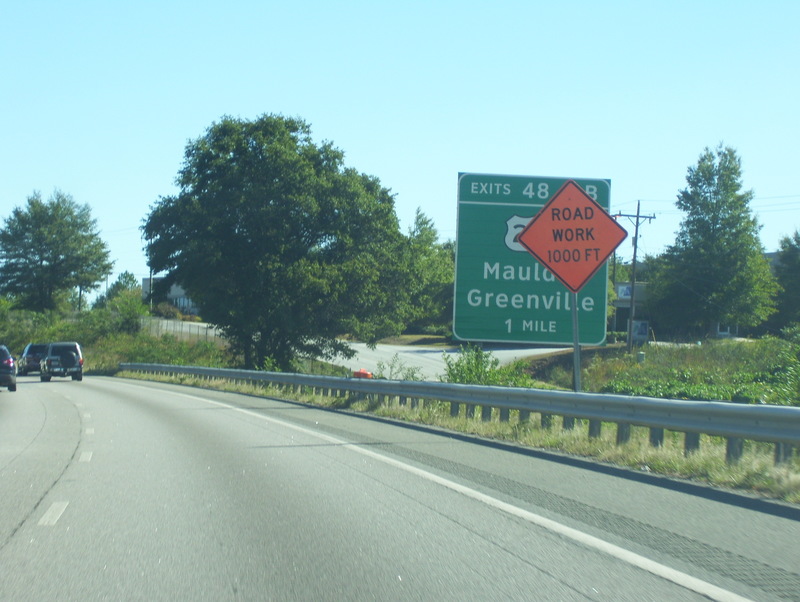 EXITS 48 B
ROAD
WORK
1000 FT
Greenville
1 MILE